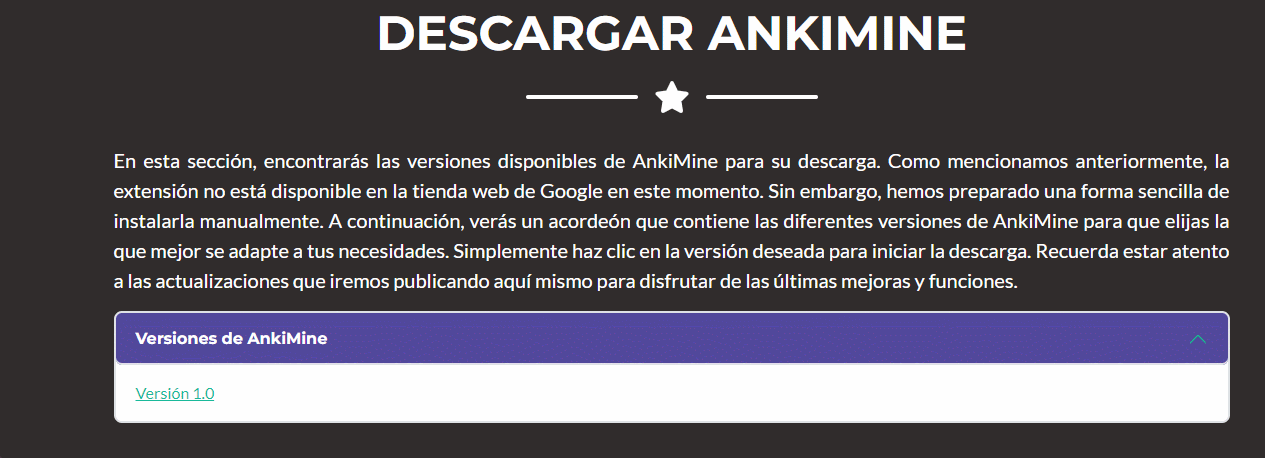 DESCARGAR ANKIMINE
En esta sección, encontrarás las versiones disponibles de AnkiMine para su descarga. Como mencionamos anteriormente, la
extensión no está disponible en la tienda web de Google en este momento. Sin embargo, hemos preparado una forma sencilla de
instalarla manualmente. A continuación, verás un acordeón que contiene las diferentes versiones de AnkiMine para que elijas la
que mejor se adapte a tus necesidades. Simplemente haz clic en la versión deseada para iniciar la descarga. Recuerda estar atento
a las actualizaciones que iremos publicando aquí mismo para disfrutar de las últimas mejoras y funciones.
Versiones de AnkiMine
Versión 1.0